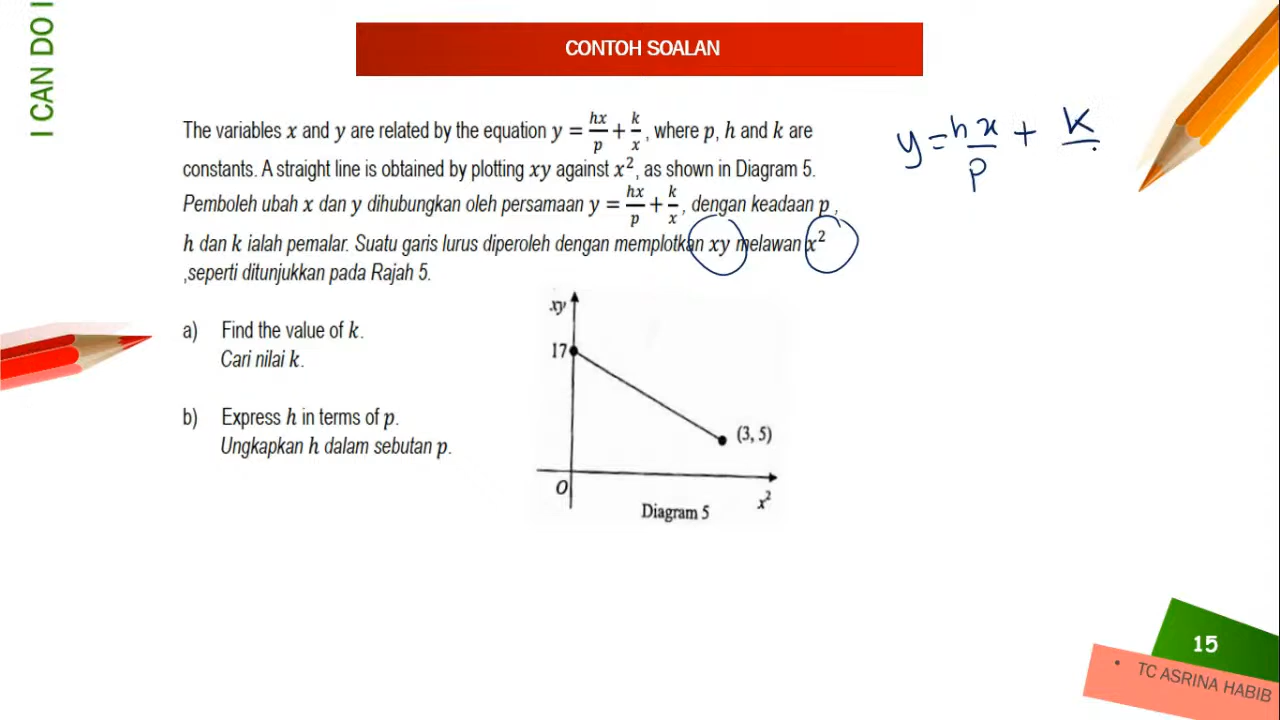 I CAN DO I
CONTOH SOALAN
The variables x and y are related by the equation y = hx/p + k/x, where p, h and k are
constants. A straight line is obtained by plotting xy against x², as shown in Diagram 5.
Pemboleh ubah x dan y dihubungkan oleh persamaan y = hx/p + k/x, dengan keadaan p,
h dan k ialah pemalar. Suatu garis lurus diperoleh dengan memplotkan xy melawan x²
,seperti ditunjukkan pada Rajah 5.
a) Find the value of k.
Cari nilai k.
b) Express h in terms of p.
Ungkapkan h dalam sebutan p.
xy
17
(3, 5)
O
x²
Diagram 5
y = hx/p + k
15
• TC ASRINA HABIB